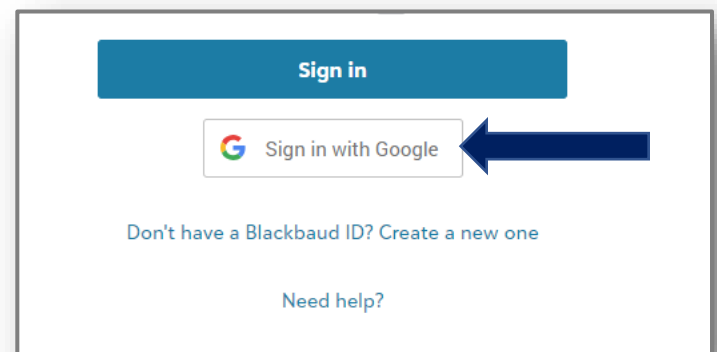 Sign in
Sign in with Google
Don't have a Blackbaud ID? Create a new one
Need help?